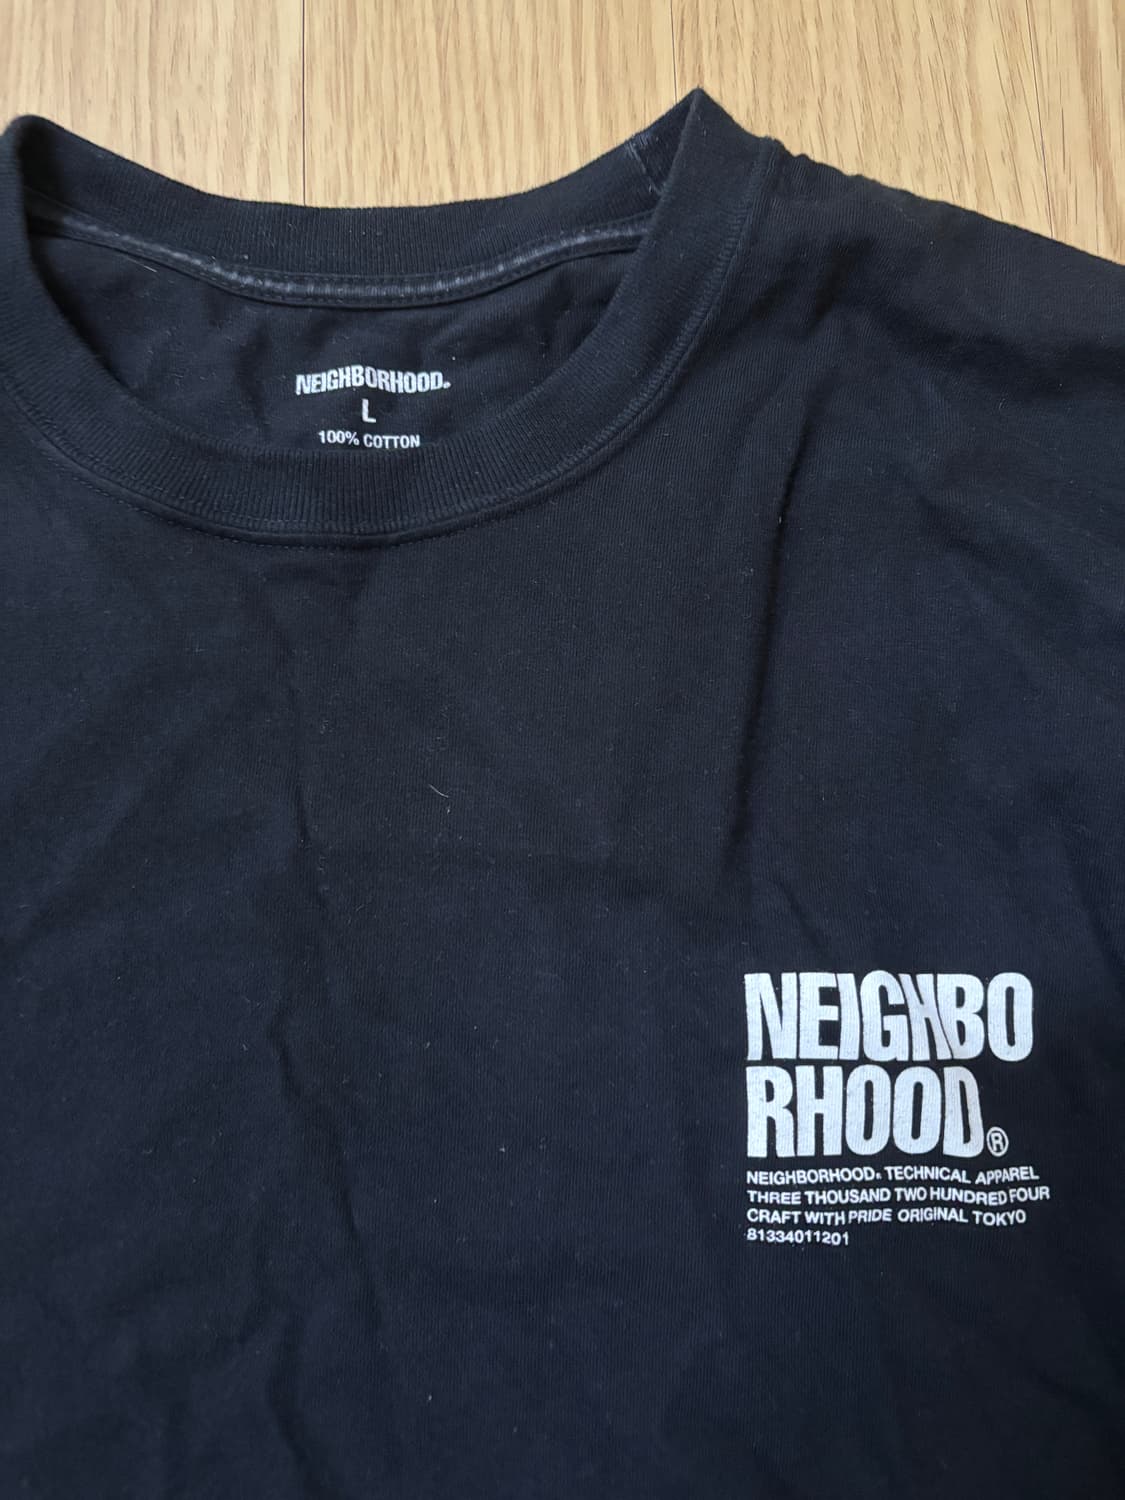 NEIGHBORHOOD.
L
100% COTTON
NEIGHBO
RHOOD.®
NEIGHBORHOOD® TECHNICAL APPAREL
THREE THOUSAND TWO HUNDRED FOUR
CRAFT WITH PRIDE ORIGINAL TOKYO
81334011201